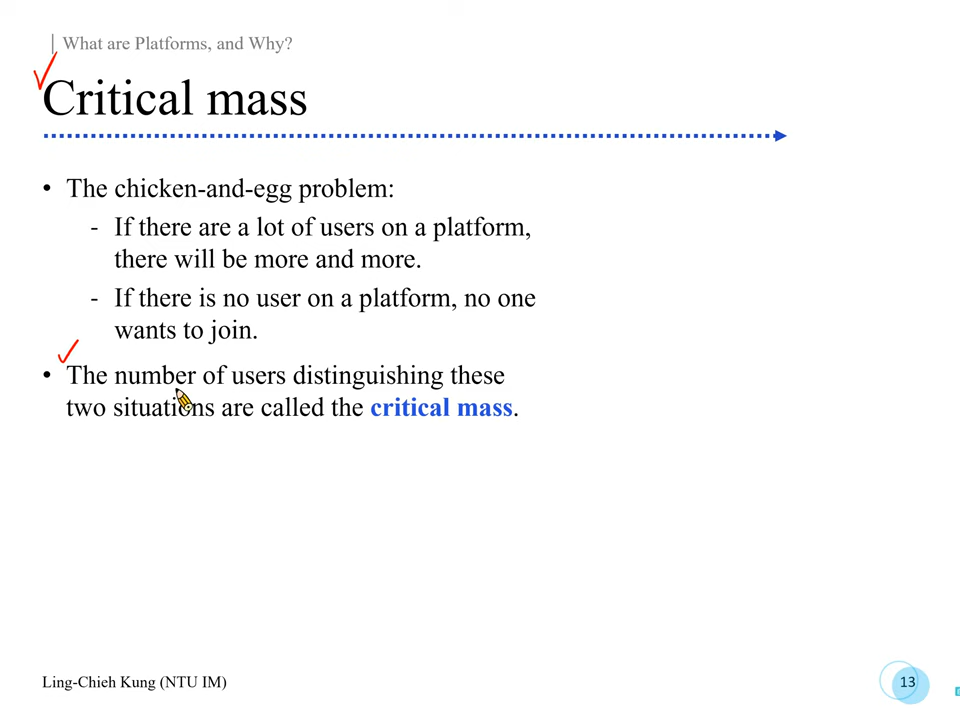 | What are Platforms, and Why?
Critical mass
• The chicken-and-egg problem:
- If there are a lot of users on a platform,
there will be more and more.
- If there is no user on a platform, no one
wants to join.
• The number of users distinguishing these
two situations are called the critical mass.
Ling-Chieh Kung (NTU IM)
13